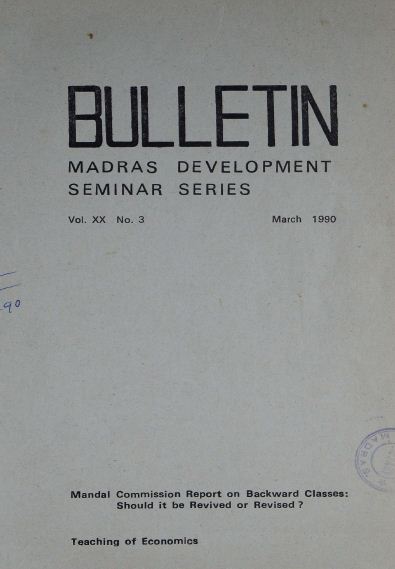 BULLETIN
MADRAS DEVELOPMENT
SEMINAR SERIES
Vol. XX No. 3 March 1990
90
MADRAS
Mandal Commission Report on Backward Classes:
Should it be Revived or Revised ?
Teaching of Economics